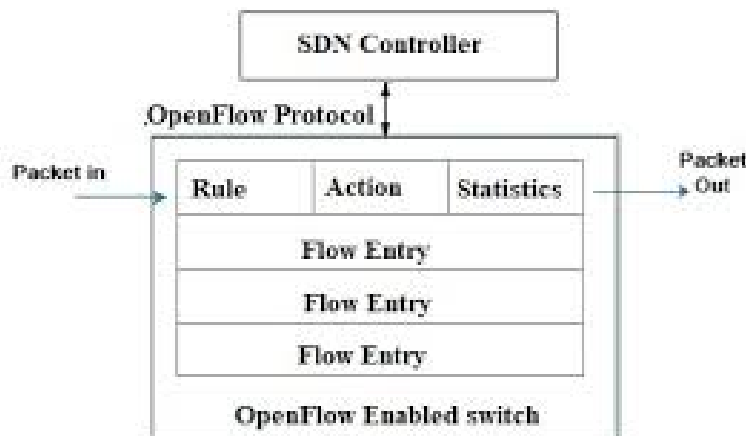 SDN Controller
.OpenFlow Protocol
Packet in
Rule
Action
Statistics
Packet
Out
Flow Entry
Flow Entry
Flow Entry
OpenFlow Enabled switch